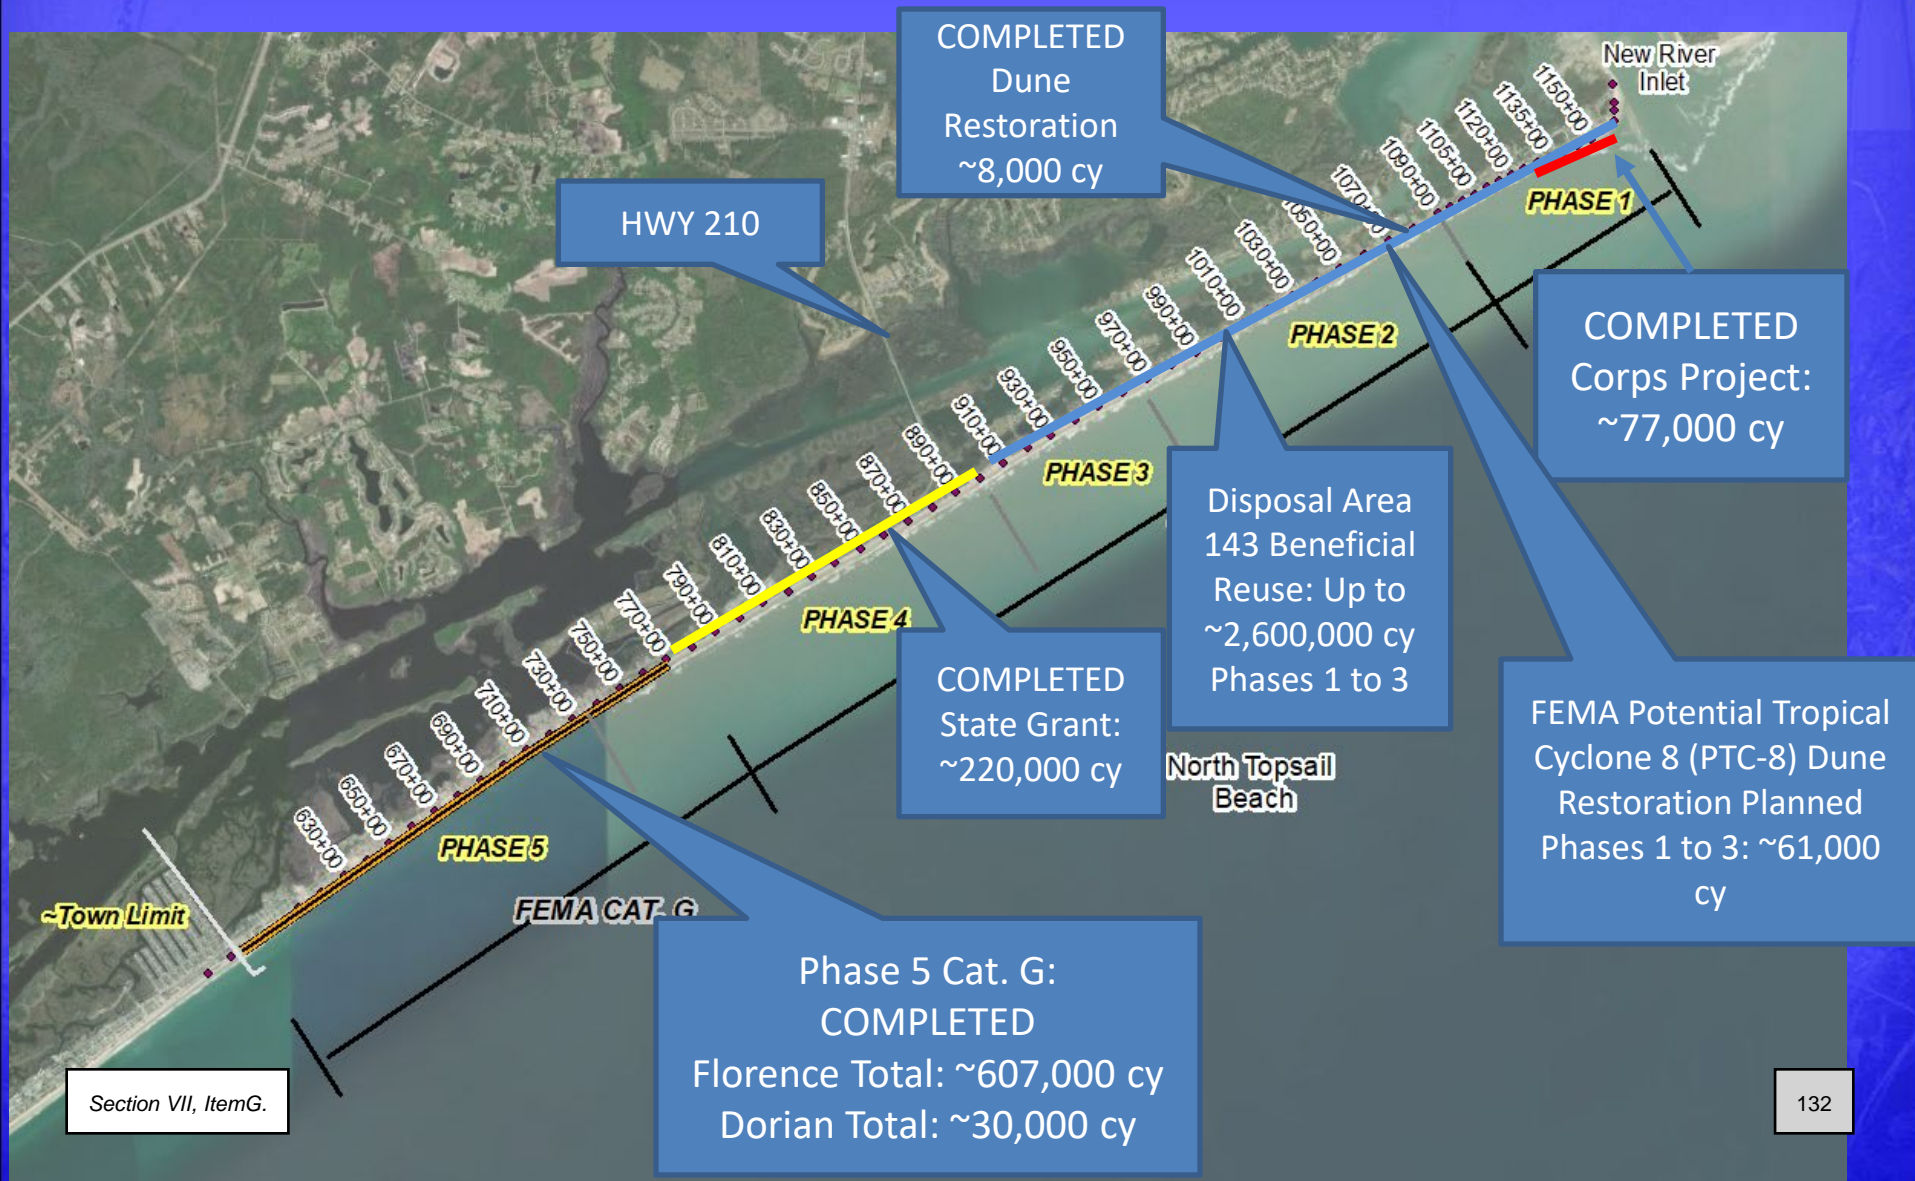 COMPLETED
Dune
Restoration
~8,000 cy
New River
Inlet
HWY 210
1150+00
1135+00
1120+00
1105+00
1090+00
1070+00
1050+00
1030+00
1010+00
990+00
970+00
950+00
930+00
910+00
890+00
870+00
850+00
830+00
810+00
790+00
770+00
750+00
730+00
710+00
690+00
670+00
650+00
630+00
PHASE 1
PHASE 2
PHASE 3
PHASE 4
PHASE 5
COMPLETED
Corps Project:
~77,000 cy
Disposal Area
143 Beneficial
Reuse: Up to
~2,600,000 cy
Phases 1 to 3
COMPLETED
State Grant:
~220,000 cy
North Topsail
Beach
FEMA Potential Tropical
Cyclone 8 (PTC-8) Dune
Restoration Planned
Phases 1 to 3: ~61,000
cy
~Town Limit
FEMA CAT. G
Phase 5 Cat. G:
COMPLETED
Florence Total: ~607,000 cy
Dorian Total: ~30,000 cy
Section VII, ItemG.
132